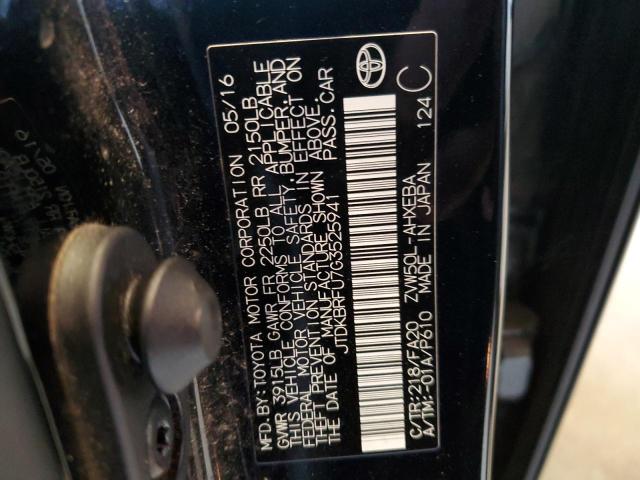 MFD. BY: TOYOTA MOTOR CORPORATION 05/16
GVWR 3915LB GAWR FR 2250LB RR 2150LB
THIS VEHICLE CONFORMS TO ALL APPLICABLE
FEDERAL MOTOR VEHICLE SAFETY, BUMPER, AND
THEFT PREVENTION STANDARDS IN EFFECT ON
THE DATE OF MANUFACTURE SHOWN ABOVE.
JTDKBRFU7G3525941 PASS. CAR
C/TR: 218/FA20 ZVW50L-AHXEBA 124 C
A/TM: -01A/P610 MADE IN JAPAN